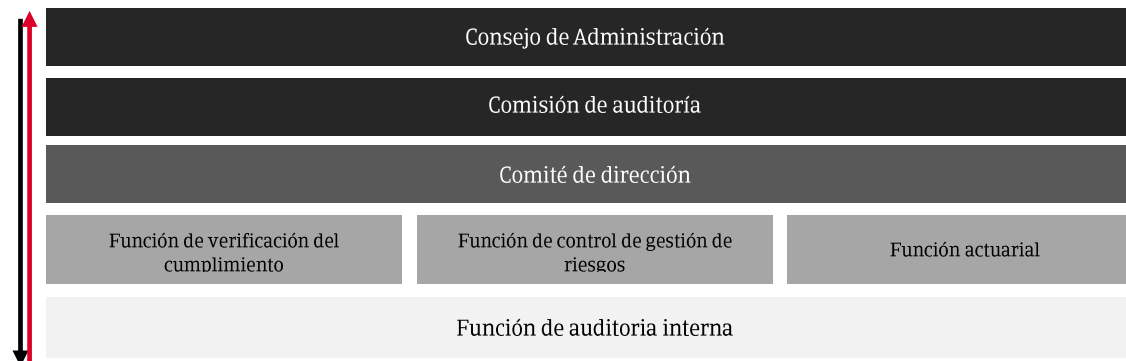 Consejo de Administración
Comisión de auditoría
Comité de dirección
Función de verificación del
cumplimiento
Función de control de gestión de
riesgos
Función actuarial
Función de auditoria interna